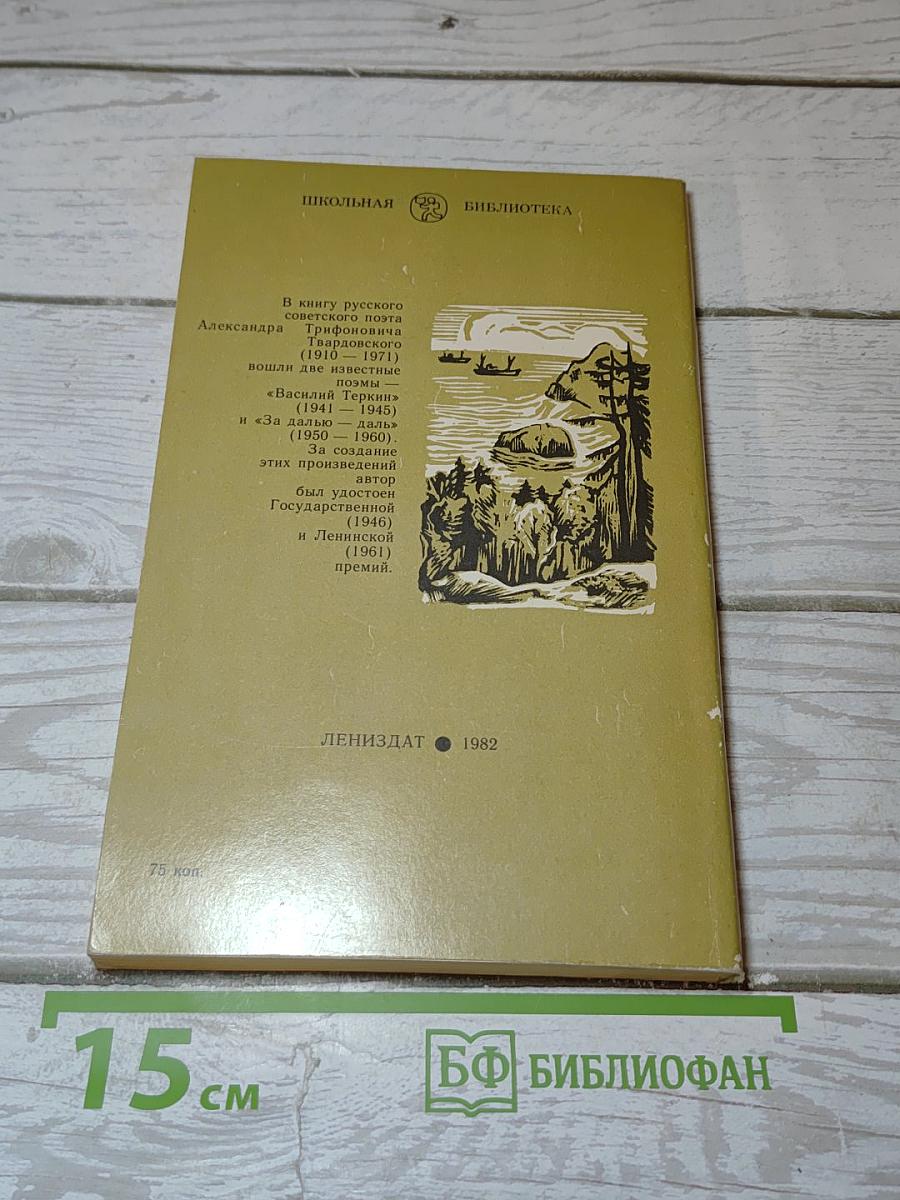 ШКОЛЬНАЯ БИБЛИОТЕКА
В книгу русского
советского поэта
Александра Трифоновича
Твардовского
(1910 — 1971)
вошли две известные
поэмы —
«Василий Теркин»
(1941 — 1945)
и «За далью — даль»
(1950 — 1960).
За создание
этих произведений
автор
был удостоен
Государственной
(1946)
и Ленинской
(1961)
премий.
ЛЕНИЗДАТ ● 1982
75 коп.
15 см
БФ БИБЛИОФАН